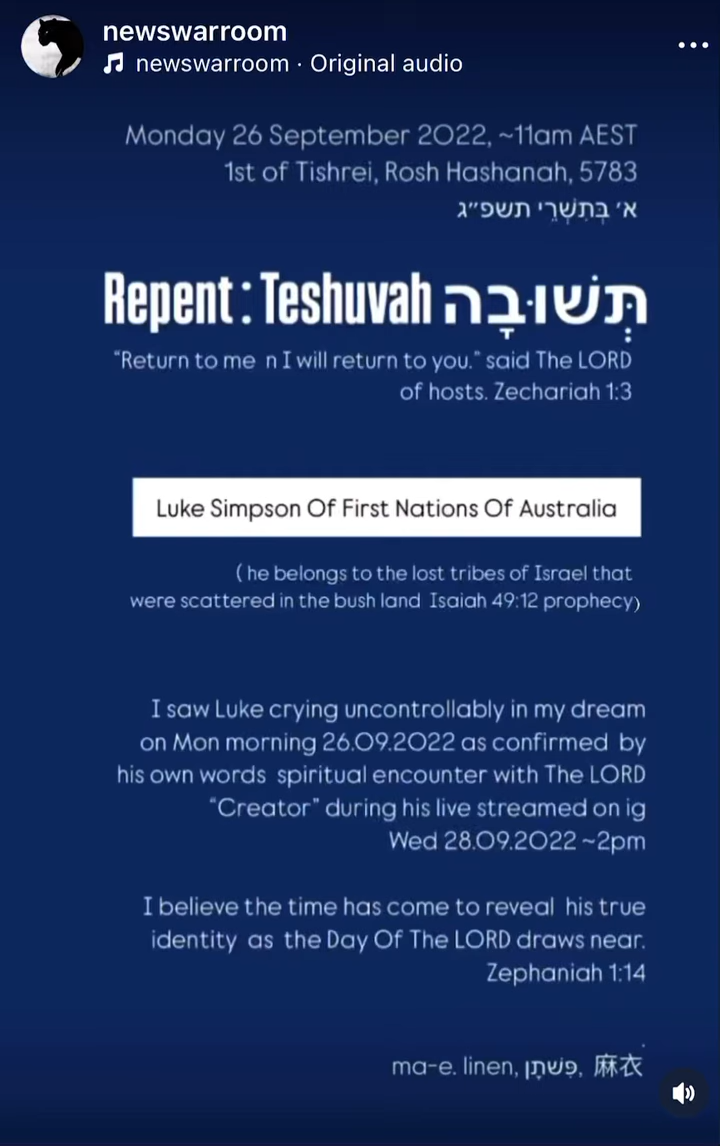 newswarroom
newswarroom · Original audio
Monday 26 September 2022, ~11am AEST
1st of Tishrei, Rosh Hashanah, 5783
א׳ בְּתִשְׁרֵי תשפ״ג
Repent : Teshuvah תְּשׁוּבָה
"Return to me n I will return to you." said The LORD
of hosts. Zechariah 1:3
Luke Simpson Of First Nations Of Australia
( he belongs to the lost tribes of Israel that
were scattered in the bush land Isaiah 49:12 prophecy)
I saw Luke crying uncontrollably in my dream
on Mon morning 26.09.2022 as confirmed by
his own words spiritual encounter with The LORD
"Creator" during his live streamed on ig
Wed 28.09.2022 ~2pm
I believe the time has come to reveal his true
identity as the Day Of The LORD draws near.
Zephaniah 1:14
ma-e. linen, פִּשׁתָן, 麻衣